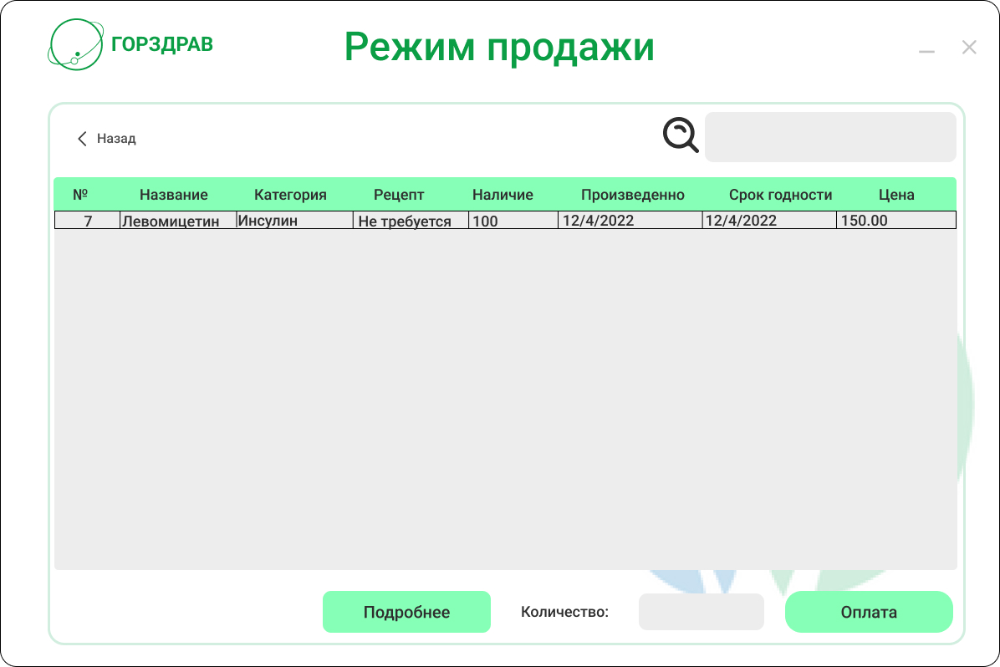 ГОРЗДРАВ
Режим продажи
Назад
№ Название Категория Рецепт Наличие Произведенно Срок годности Цена
7 Левомицетин Инсулин Не требуется 100 12/4/2022 12/4/2022 150.00
Подробнее Количество: Оплата